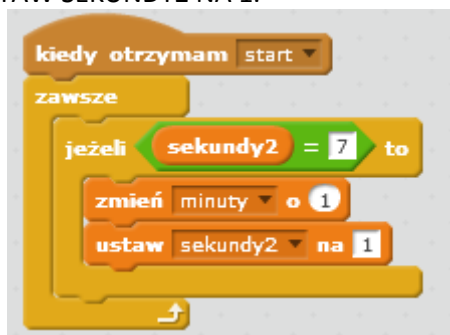 kiedy otrzymam start
zawsze
jeżeli sekundy2 = 7 to
zmień minuty o 1
ustaw sekundy2 na 1